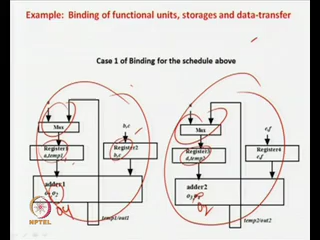 Example: Binding of functional units, storages and data-transfer
Case 1 of Binding for the schedule above
a
Mux
b,e
Register1
a,temp1
Register2
b,e
adder1
temp1/out1
Mux
c,f
Register3
d,temp2
Register4
c,f
adder2
temp2/out2
NPTEL